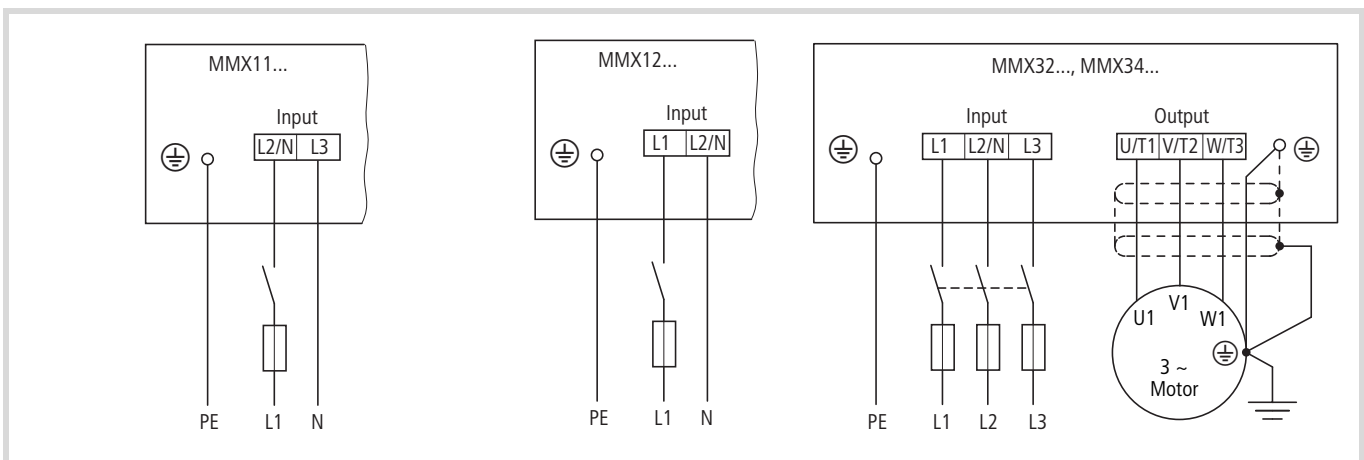 MMX11...
Input
L2/N L3
PE L1 N
MMX12...
Input
L1 L2/N
PE L1 N
MMX32..., MMX34...
Input
L1 L2/N L3
Output
U/T1 V/T2 W/T3
PE L1 L2 L3
U1 V1 W1
3 ~
Motor